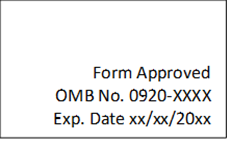 Form Approved
OMB No. 0920-XXXX
Exp. Date xx/xx/20xx